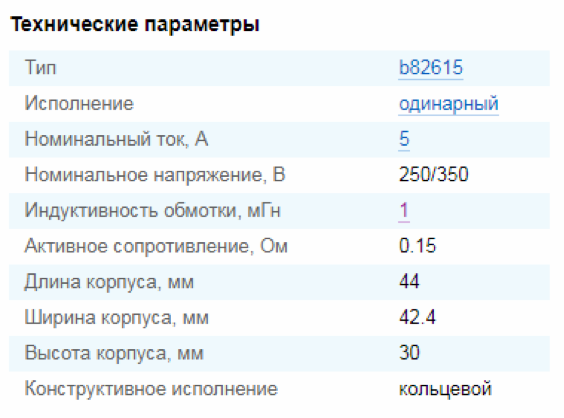 Технические параметры
Тип b82615
Исполнение одинарный
Номинальный ток, А 5
Номинальное напряжение, В 250/350
Индуктивность обмотки, мГн 1
Активное сопротивление, Ом 0.15
Длина корпуса, мм 44
Ширина корпуса, мм 42.4
Высота корпуса, мм 30
Конструктивное исполнение кольцевой